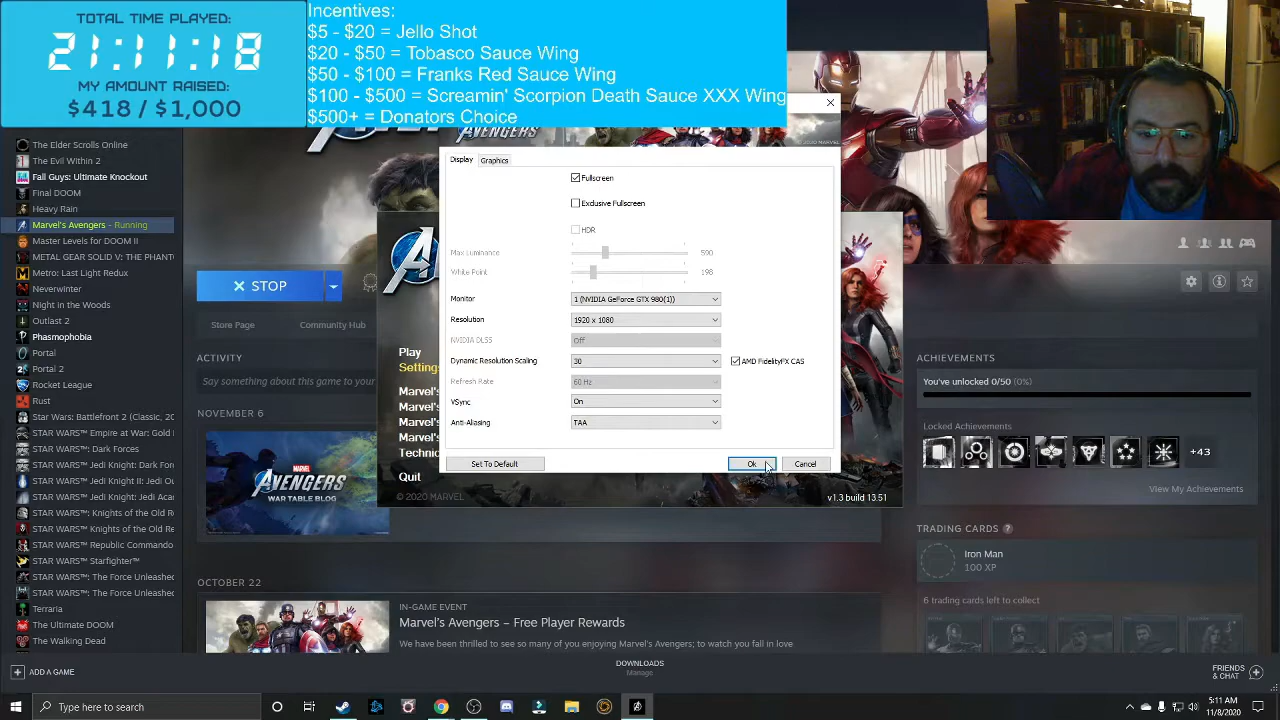 TOTAL TIME PLAYED:
21:11:18
MY AMOUNT RAISED:
$418 / $1,000
Incentives:
$5 - $20 = Jello Shot
$20 - $50 = Tobasco Sauce Wing
$50 - $100 = Franks Red Sauce Wing
$100 - $500 = Screamin' Scorpion Death Sauce XXX Wing
$500+ = Donators Choice
The Elder Scrolls Online
The Evil Within 2
Fall Guys: Ultimate Knockout
Final DOOM
Heavy Rain
Marvel's Avengers - Running
Master Levels for DOOM II
METAL GEAR SOLID V: THE PHANT
Metro: Last Light Redux
Neverwinter
Night in the Woods
Outlast 2
Phasmophobia
Portal
Portal 2
Rocket League
Rust
Star Wars: Battlefront 2 (Classic, 20
STAR WARS™ Empire at War: Gold
STAR WARS™: Dark Forces
STAR WARS™ Jedi Knight: Dark For
STAR WARS™ Jedi Knight II: Jedi Ou
STAR WARS™ Jedi Knight: Jedi Acad
STAR WARS™: Knights of the Old Re
STAR WARS™ Knights of the Old Re
STAR WARS™ Republic Commando
STAR WARS™ Starfighter™
STAR WARS™: The Force Unleashed
STAR WARS™: The Force Unleashed
Terraria
The Ultimate DOOM
The Walking Dead
STOP
Store Page
Community Hub
ACTIVITY
Say something about this game to your
NOVEMBER 6
MARVEL
AVENGERS
WAR TABLE BLOG
OCTOBER 22
IN-GAME EVENT
Marvel's Avengers – Free Player Rewards
We have been thrilled to see so many of you enjoying Marvel's Avengers; to watch you fall in love
©2020 MARVEL
Play
Settings
Marvel's
Marvel's
Marvel's
Marvel's
Technic
Quit
© 2020 MARVEL
v1.3 build 13.51
Display
Graphics
Fullscreen
Exclusive Fullscreen
HDR
Max Luminance
590
White Point
198
Monitor
1 (NVIDIA GeForce GTX 980(1))
Resolution
1920 x 1080
NVIDIA DLSS
Off
Dynamic Resolution Scaling
30
AMD FidelityFX CAS
Refresh Rate
60 Hz
VSync
On
Anti-Aliasing
TAA
Set To Default
Ok
Cancel
ACHIEVEMENTS
You've unlocked 0/50 (0%)
Locked Achievements
+43
View My Achievements
TRADING CARDS
Iron Man
100 XP
6 trading cards left to collect
ADD A GAME
DOWNLOADS
Manage
FRIENDS
& CHAT
Type here to search
5:11 AM
11/8/2020